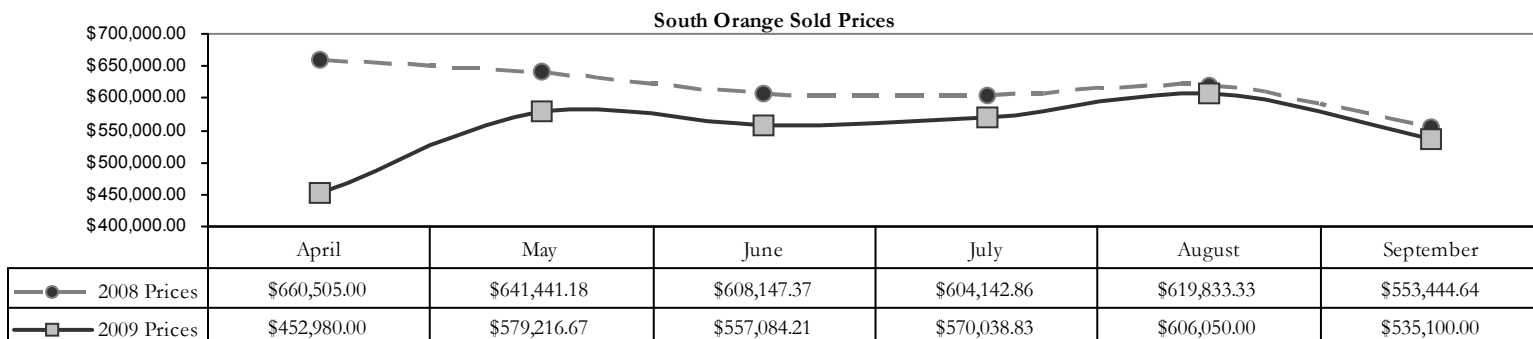 South Orange Sold Prices
$700,000.00
$650,000.00
$600,000.00
$550,000.00
$500,000.00
$450,000.00
$400,000.00
April May June July August September
2008 Prices $660,505.00 $641,441.18 $608,147.37 $604,142.86 $619,833.33 $553,444.64
2009 Prices $452,980.00 $579,216.67 $557,084.21 $570,038.83 $606,050.00 $535,100.00